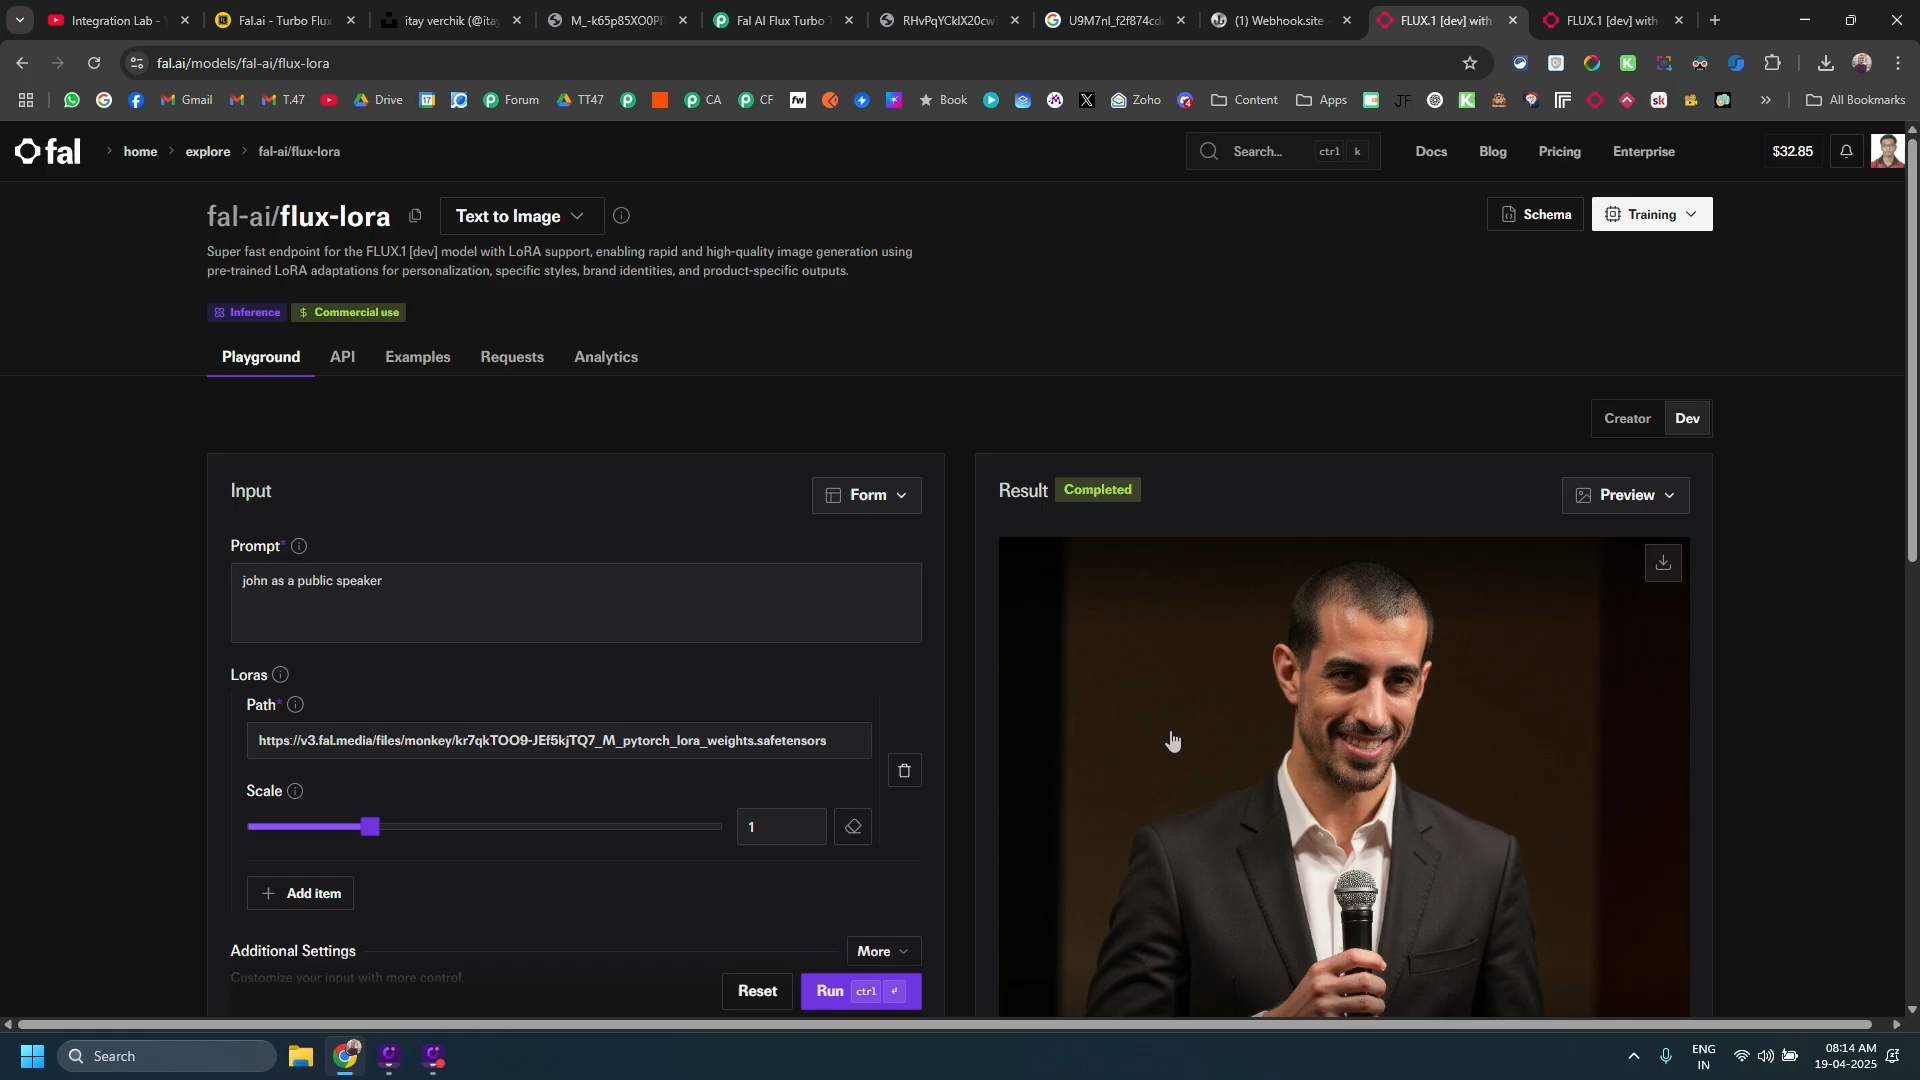 Integration Lab - Y
Fal.ai - Turbo Flux
itay verchik (@ita
M_-k65p85XO0Pl
Fal AI Flux Turbo T
RHvPqYCklX20cw
U9M7nl_f2f874cd
(1) Webhook.site
FLUX.1 [dev] with
FLUX.1 [dev] with
fal.ai/models/fal-ai/flux-lora
Gmail
T.47
Drive
Forum
TT47
CA
CF
fw
Book
Zoho
Content
Apps
JF
sk
All Bookmarks
fal
home
explore
fal-ai/flux-lora
Search...
ctrl
k
Docs
Blog
Pricing
Enterprise
$32.85
fal-ai/flux-lora
Text to Image
Schema
Training
Super fast endpoint for the FLUX.1 [dev] model with LoRA support, enabling rapid and high-quality image generation using
pre-trained LoRA adaptations for personalization, specific styles, brand identities, and product-specific outputs.
Inference
Commercial use
Playground
API
Examples
Requests
Analytics
Creator
Dev
Input
Form
Result
Completed
Preview
Prompt*
john as a public speaker
Loras
Path*
https://v3.fal.media/files/monkey/kr7qkTOO9-JEf5kjTQ7_M_pytorch_lora_weights.safetensors
Scale
1
Add item
Additional Settings
More
Customize your input with more control.
Reset
Run
ctrl
Search
ENG
IN
08:14 AM
19-04-2025